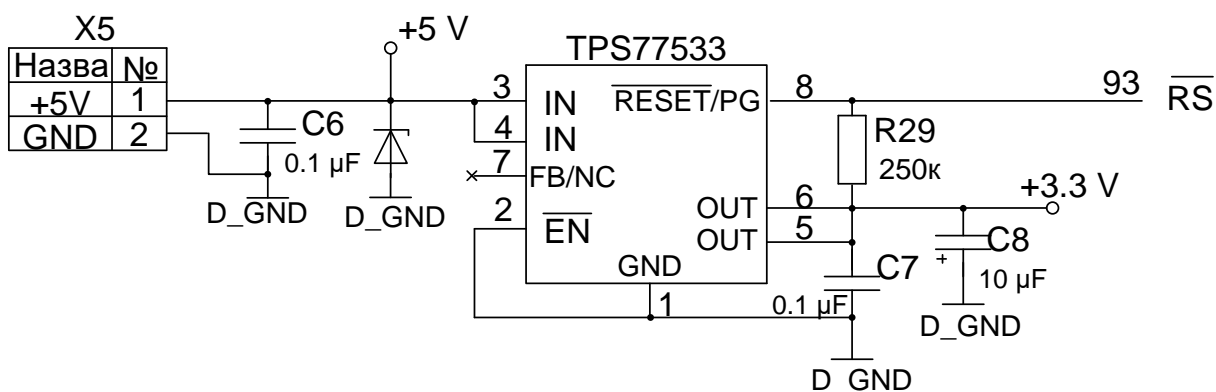 X5
Назва №
+5V 1
GND 2
+5 V
C6
0.1 µF
D_GND
D_GND
TPS77533
3 IN
4 IN
7 FB/NC
2 EN
RESET/PG 8
OUT 6
OUT 5
GND
1
93 RS
R29
250к
+3.3 V
C7
0.1 µF
C8
+
10 µF
D_GND
D_GND